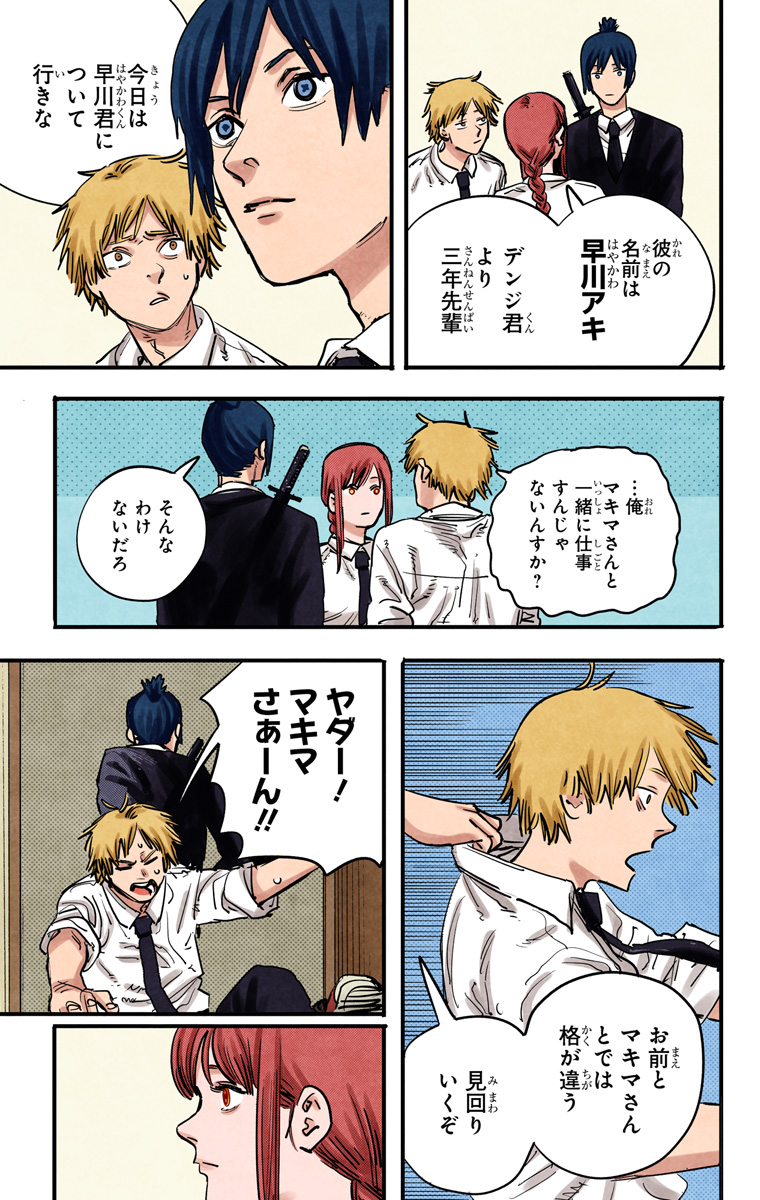 彼の
名前は
早川アキ
デンジ君
より
三年先輩
今日は
早川君に
ついて
行きな
…俺
マキマさんと
一緒に仕事
すんじゃ
ないんすか?
そんな
わけ
ないだろ
お前と
マキマさん
とでは
格が違う
見回り
いくぞ
ヤダー!
マキマ
さぁーん!!